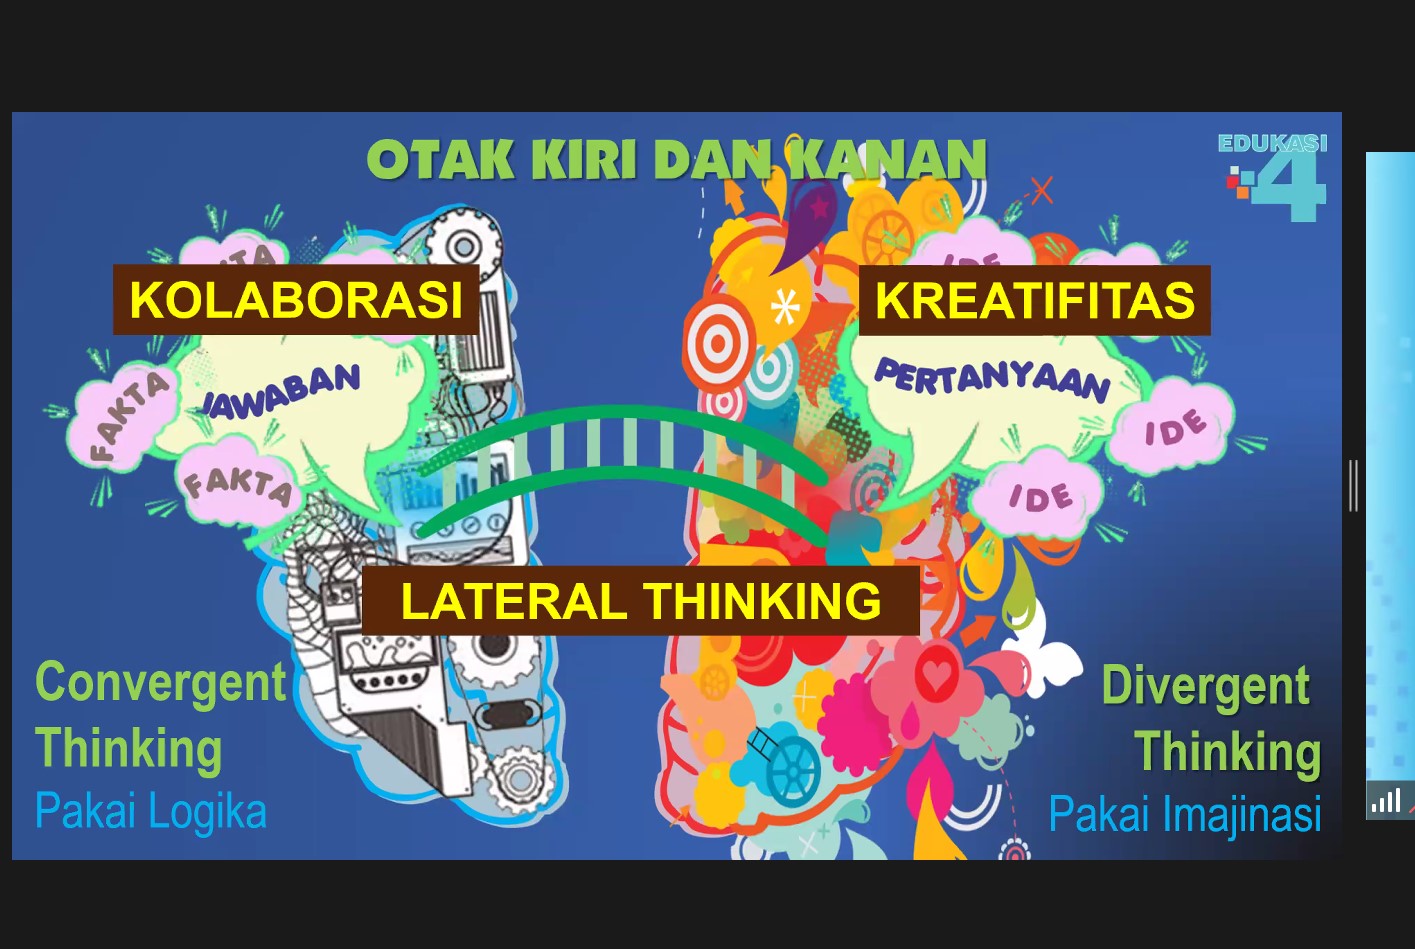 OTAK KIRI DAN KANAN
EDUKASI
4
KOLABORASI
KREATIFITAS
IDE
JAWABAN
PERTANYAAN
FAKTA
FAKTA
IDE
IDE
LATERAL THINKING
Convergent
Thinking
Pakai Logika
Divergent
Thinking
Pakai Imajinasi